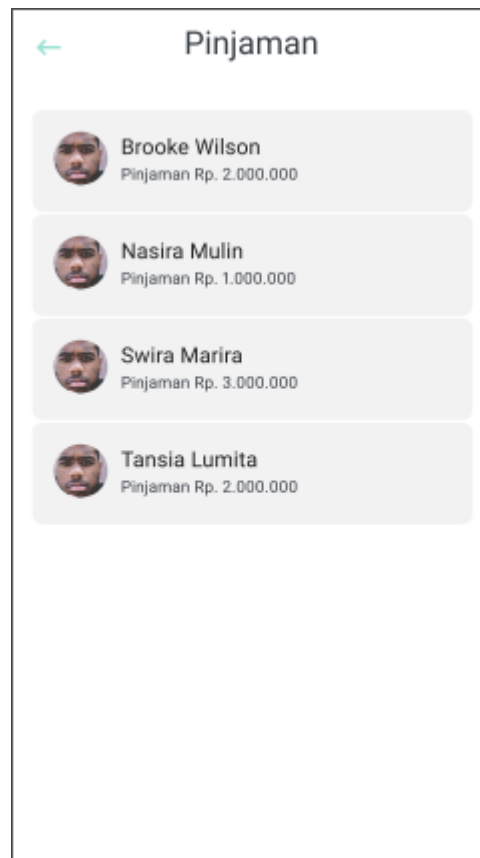 Pinjaman
Brooke Wilson
Pinjaman Rp. 2.000.000
Nasira Mulin
Pinjaman Rp. 1.000.000
Swira Marira
Pinjaman Rp. 3.000.000
Tansia Lumita
Pinjaman Rp. 2.000.000